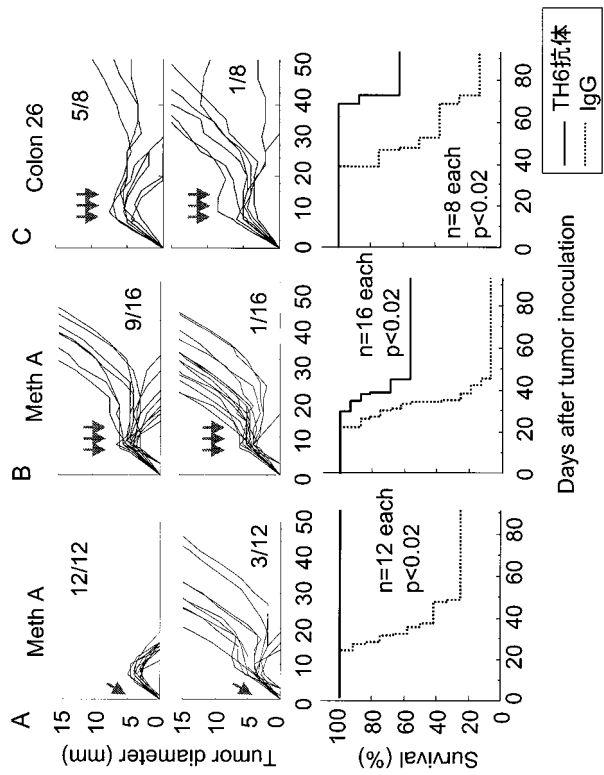 A
Meth A
B
Meth A
C
Colon 26
Tumor diameter (mm)
15
10
5
0
12/12
9/16
5/8
15
10
5
0
3/12
1/16
1/8
0 10 20 30 40 50
0 10 20 30 40 50
0 10 20 30 40 50
Survival (%)
100
80
60
40
20
0
n=12 each
p<0.02
n=16 each
p<0.02
n=8 each
p<0.02
0 20 40 60 80
0 20 40 60 80
0 20 40 60 80
Days after tumor inoculation
TH6抗体
IgG